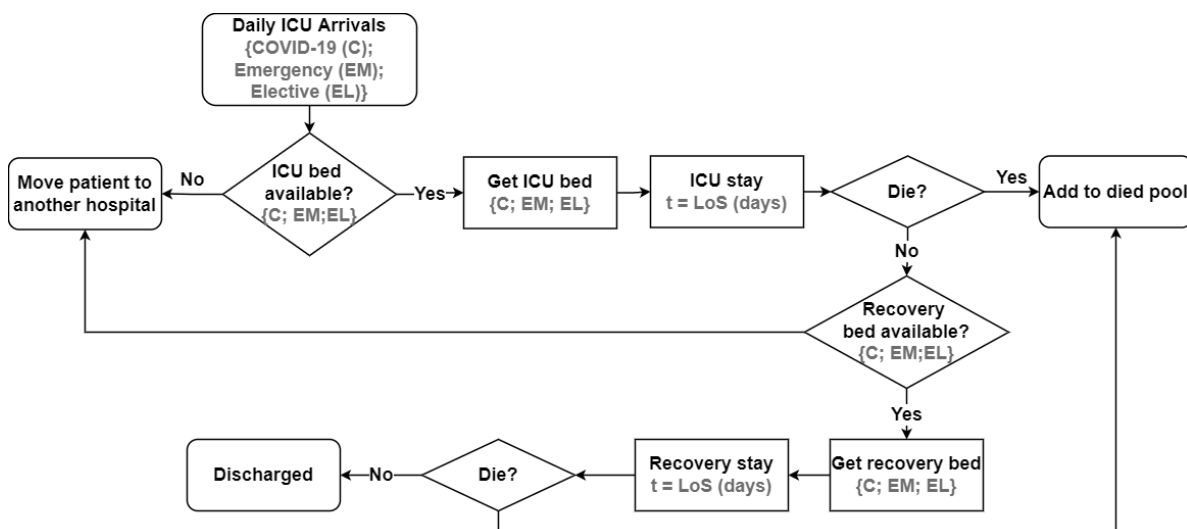 Daily ICU Arrivals
{COVID-19 (C);
Emergency (EM);
Elective (EL)}
Move patient to
another hospital
No
ICU bed
available?
{C; EM;EL}
Yes
Get ICU bed
{C; EM; EL}
ICU stay
t = LoS (days)
Die?
Yes
Add to died pool
No
Recovery
bed available?
{C; EM;EL}
Yes
Discharged
No
Die?
Recovery stay
t = LoS (days)
Get recovery bed
{C; EM; EL}